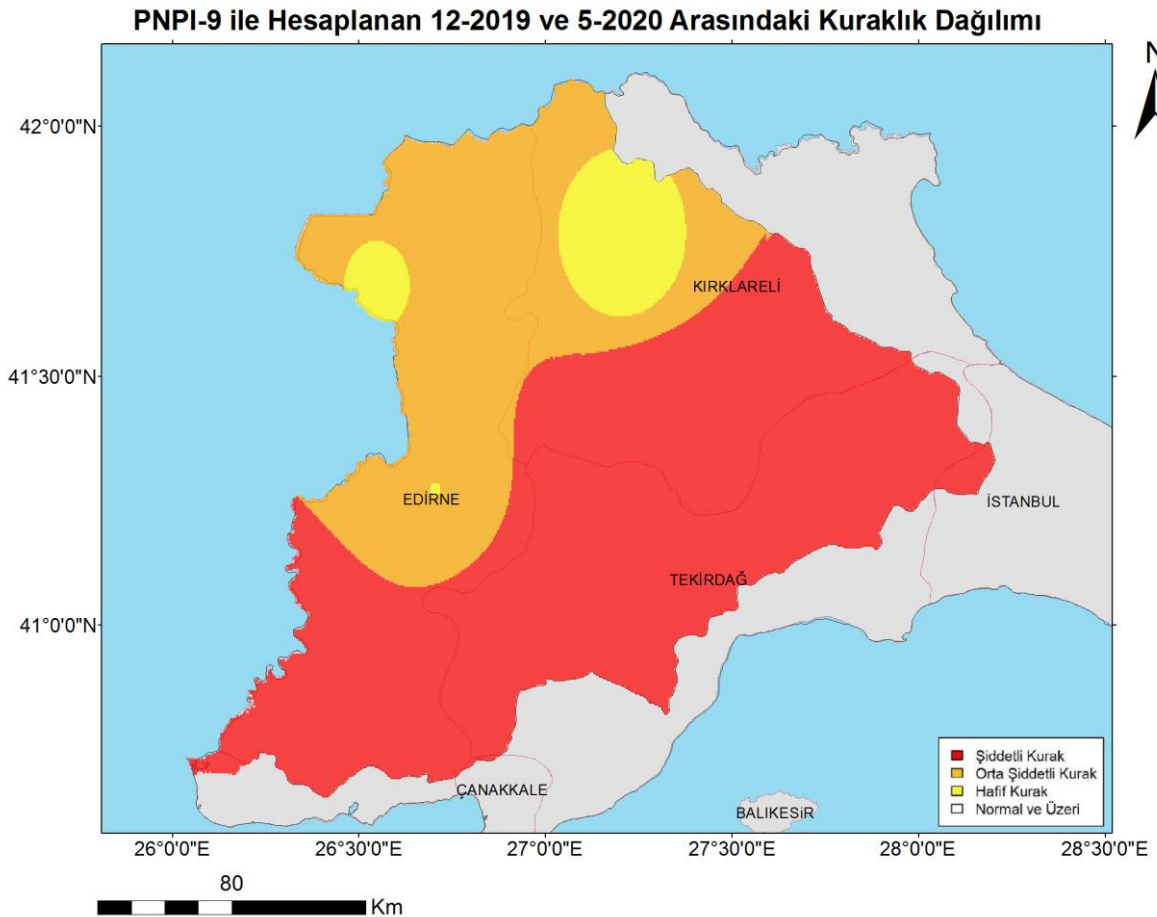 PNPI-9 ile Hesaplanan 12-2019 ve 5-2020 Arasındaki Kuraklık Dağılımı
N
42°0'0"N
41°30'0"N
41°0'0"N
KIRKLARELİ
EDİRNE
İSTANBUL
TEKİRDAĞ
ÇANAKKALE
BALIKESİR
Şiddetli Kurak
Orta Şiddetli Kurak
Hafif Kurak
Normal ve Üzeri
26°0'0"E
26°30'0"E
27°0'0"E
27°30'0"E
28°0'0"E
28°30'0"E
80
Km